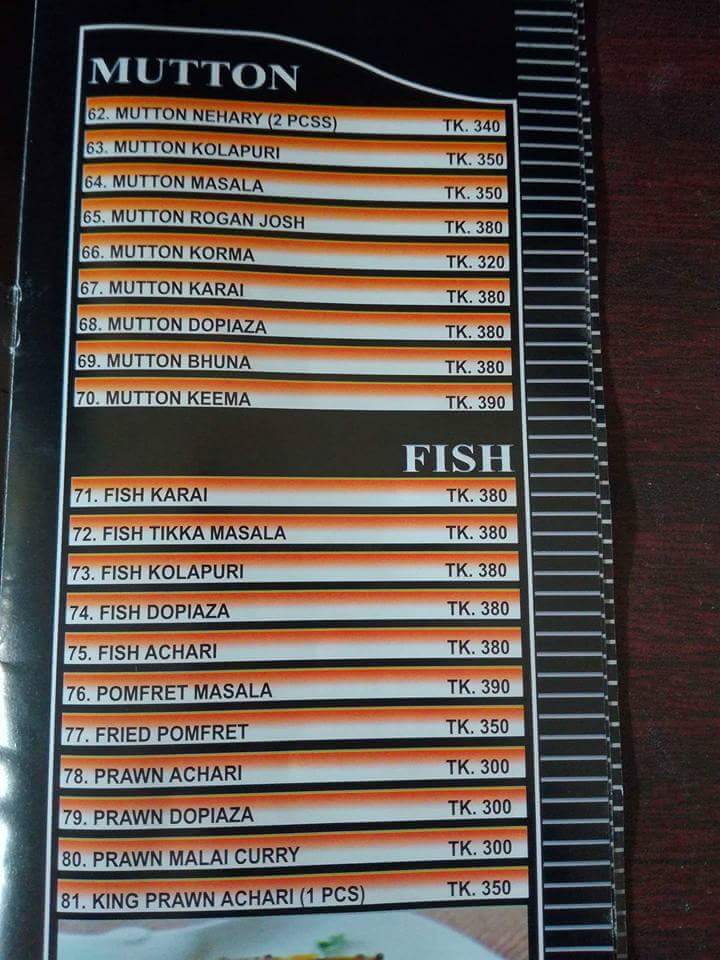 MUTTON
62. MUTTON NEHARY (2 PCSS) TK. 340
63. MUTTON KOLAPURI TK. 350
64. MUTTON MASALA TK. 350
65. MUTTON ROGAN JOSH TK. 380
66. MUTTON KORMA TK. 320
67. MUTTON KARAI TK. 380
68. MUTTON DOPIAZA TK. 380
69. MUTTON BHUNA TK. 380
70. MUTTON KEEMA TK. 390
FISH
71. FISH KARAI TK. 380
72. FISH TIKKA MASALA TK. 380
73. FISH KOLAPURI TK. 380
74. FISH DOPIAZA TK. 380
75. FISH ACHARI TK. 380
76. POMFRET MASALA TK. 390
77. FRIED POMFRET TK. 350
78. PRAWN ACHARI TK. 300
79. PRAWN DOPIAZA TK. 300
80. PRAWN MALAI CURRY TK. 300
81. KING PRAWN ACHARI (1 PCS) TK. 350